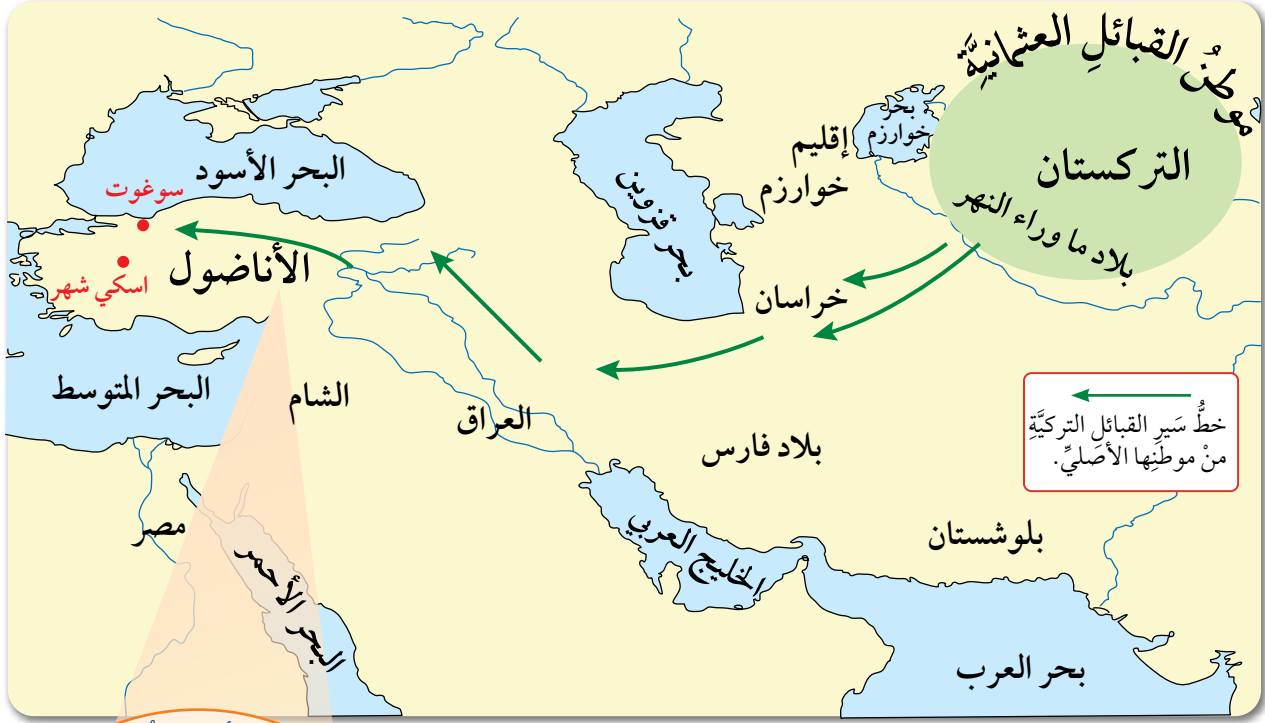 موطنُ القبائلِ العثمانيَّةِ
التركستان
بلاد ما وراء النهر
بحر
خوارزم
إقليم
خوارزم
بحر قزوين
خراسان
البحر الأسود
سوغوت
اسكي شهر
الأناضول
البحر المتوسط
الشام
العراق
بلاد فارس
خطُّ سَيرِ القبائلِ التركيَّةِ
منْ موطنِها الأصليِّ.
مصر
البحر الأحمر
الخليج العربي
بلوشستان
بحر العرب